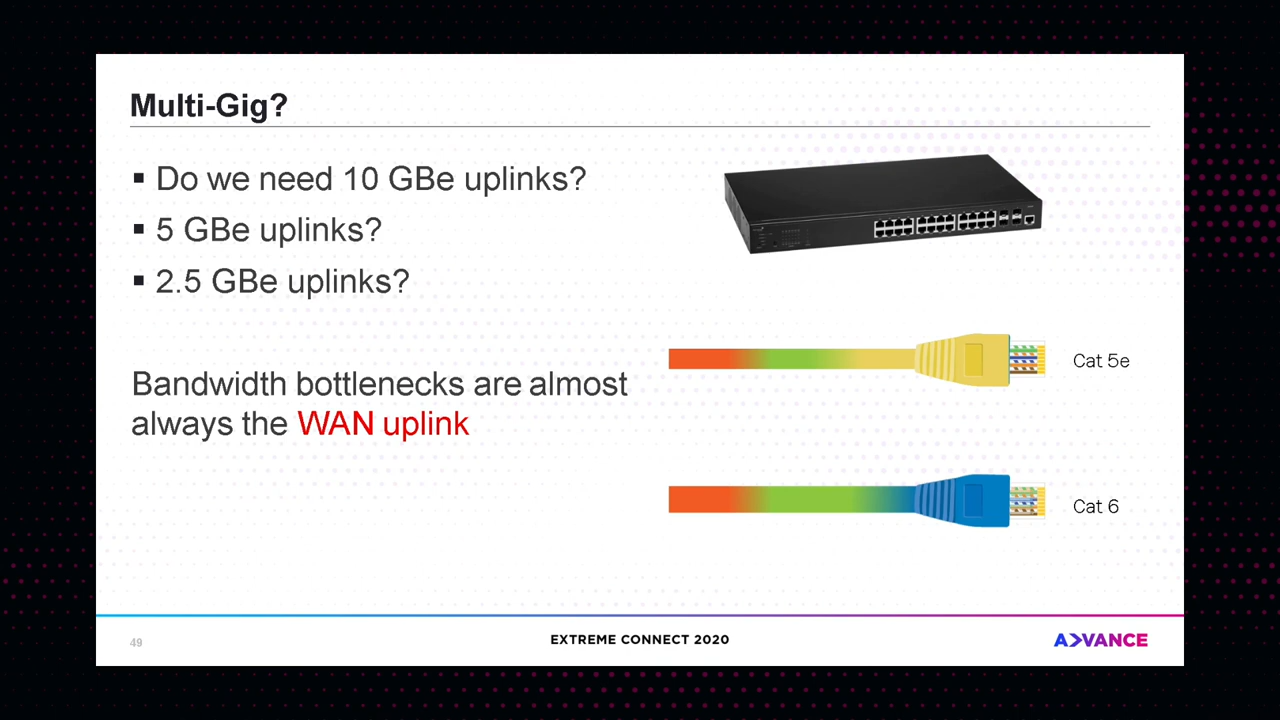 Multi-Gig?
▪ Do we need 10 GBe uplinks?
▪ 5 GBe uplinks?
▪ 2.5 GBe uplinks?
Bandwidth bottlenecks are almost
always the WAN uplink
Cat 5e
Cat 6
49
EXTREME CONNECT 2020
ADVANCE